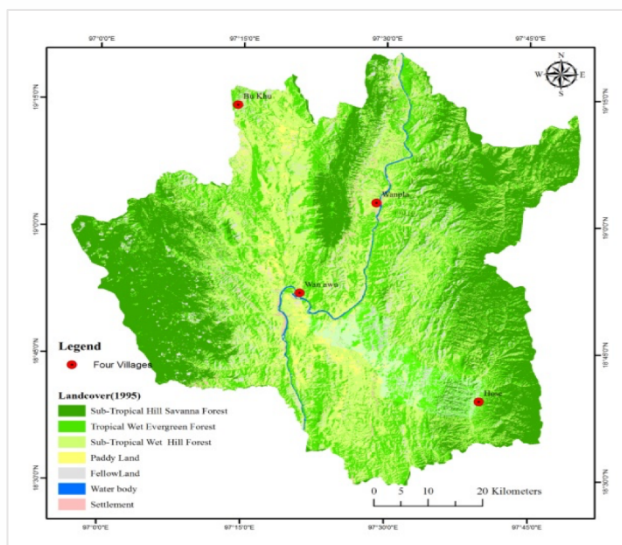 97°0'0"E 97°15'0"E 97°30'0"E 97°45'0"E
N
W E
S
19°15'0"N 19°15'0"N
Bu Kho
Wangla
19°0'0"N 19°0'0"N
Wan awn
18°45'0"N 18°45'0"N
Legend
Four Villages
Landcover(1995)
Sub-Tropical Hill Savanna Forest
Tropical Wet Evergreen Forest
Sub-Tropical Wet Hill Forest
Paddy Land
FellowLand
Water body
Settlement
0 5 10 20 Kilometers
18°30'0"N 18°30'0"N
97°0'0"E 97°15'0"E 97°30'0"E 97°45'0"E